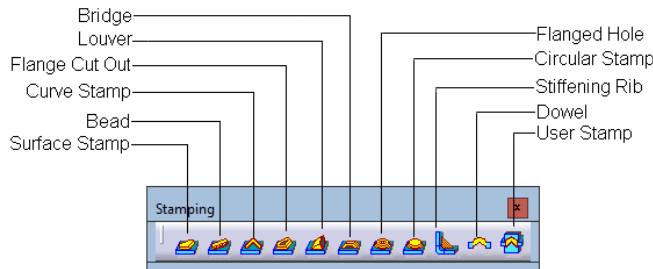 Bridge
Louver
Flange Cut Out
Curve Stamp
Bead
Surface Stamp
Flanged Hole
Circular Stamp
Stiffening Rib
Dowel
User Stamp
Stamping
x